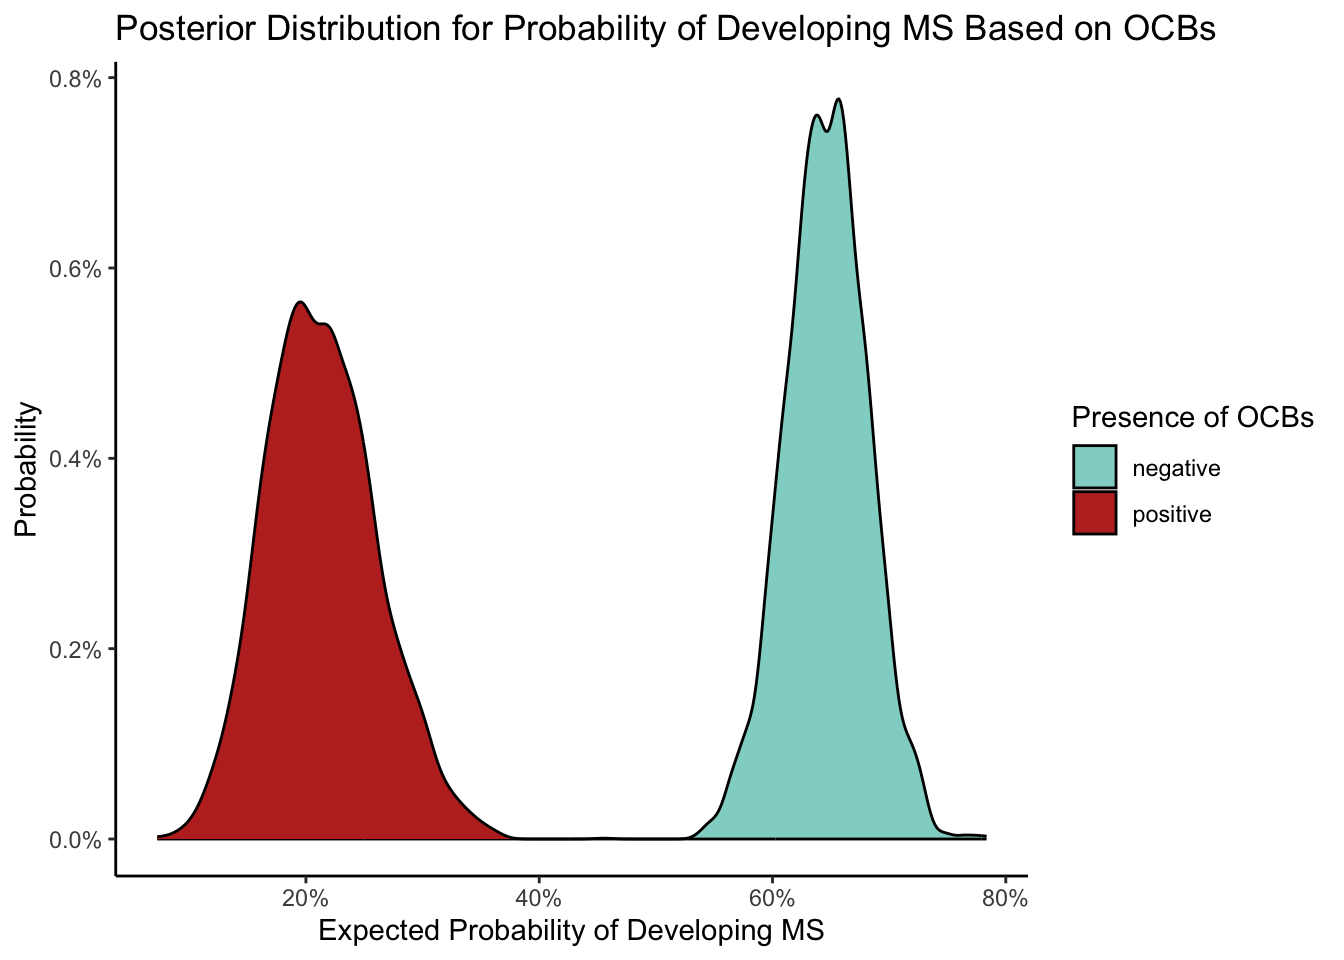 Posterior Distribution for Probability of Developing MS Based on OCBs
0.8%
0.6%
0.4%
0.2%
0.0%
Probability
20%
40%
60%
80%
Expected Probability of Developing MS
Presence of OCBs
negative
positive